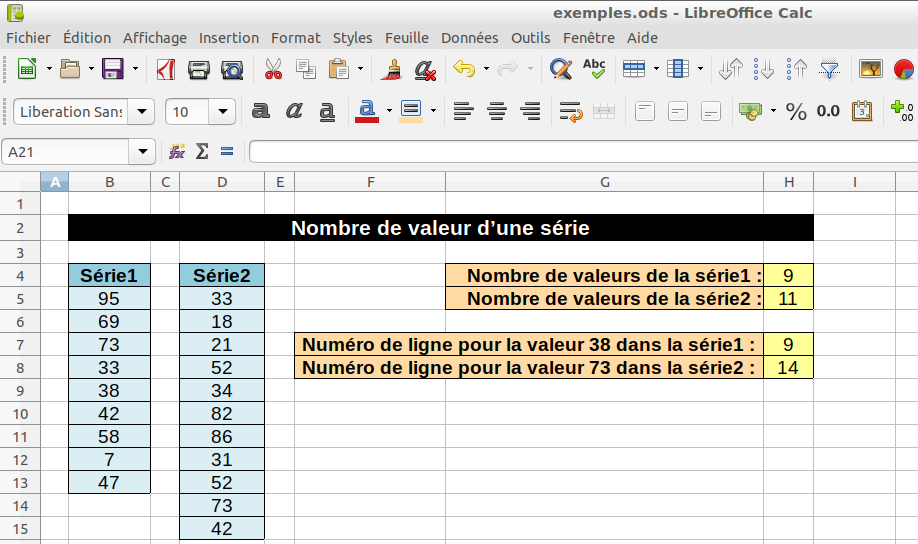 exemples.ods - LibreOffice Calc
Fichier Édition Affichage Insertion Format Styles Feuille Données Outils Fenêtre Aide
Abc
Liberation Sans 10 a a a a % 0.0 .00
A21 fx Σ =
A B C D E F G H I
1
2 Nombre de valeur d’une série
3
4 Série1 Série2 Nombre de valeurs de la série1 : 9
5 95 33 Nombre de valeurs de la série2 : 11
6 69 18
7 73 21 Numéro de ligne pour la valeur 38 dans la série1 : 9
8 33 52 Numéro de ligne pour la valeur 73 dans la série2 : 14
9 38 34
10 42 82
11 58 86
12 7 31
13 47 52
14 73
15 42